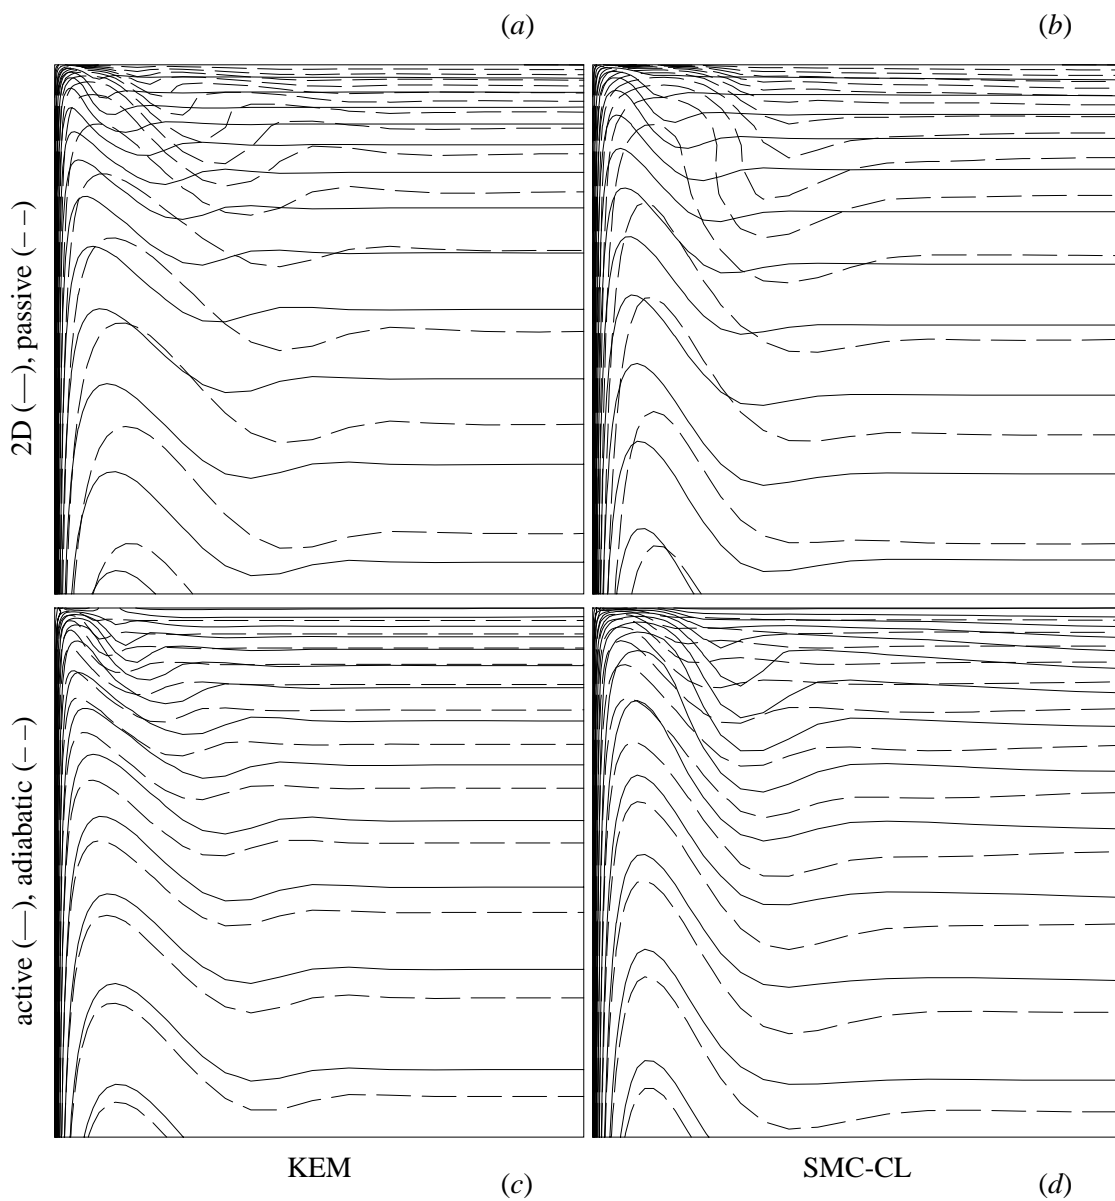 (a)
(b)
2D (—), passive (– –)
active (—), adiabatic (– –)
KEM
SMC-CL
(c)
(d)